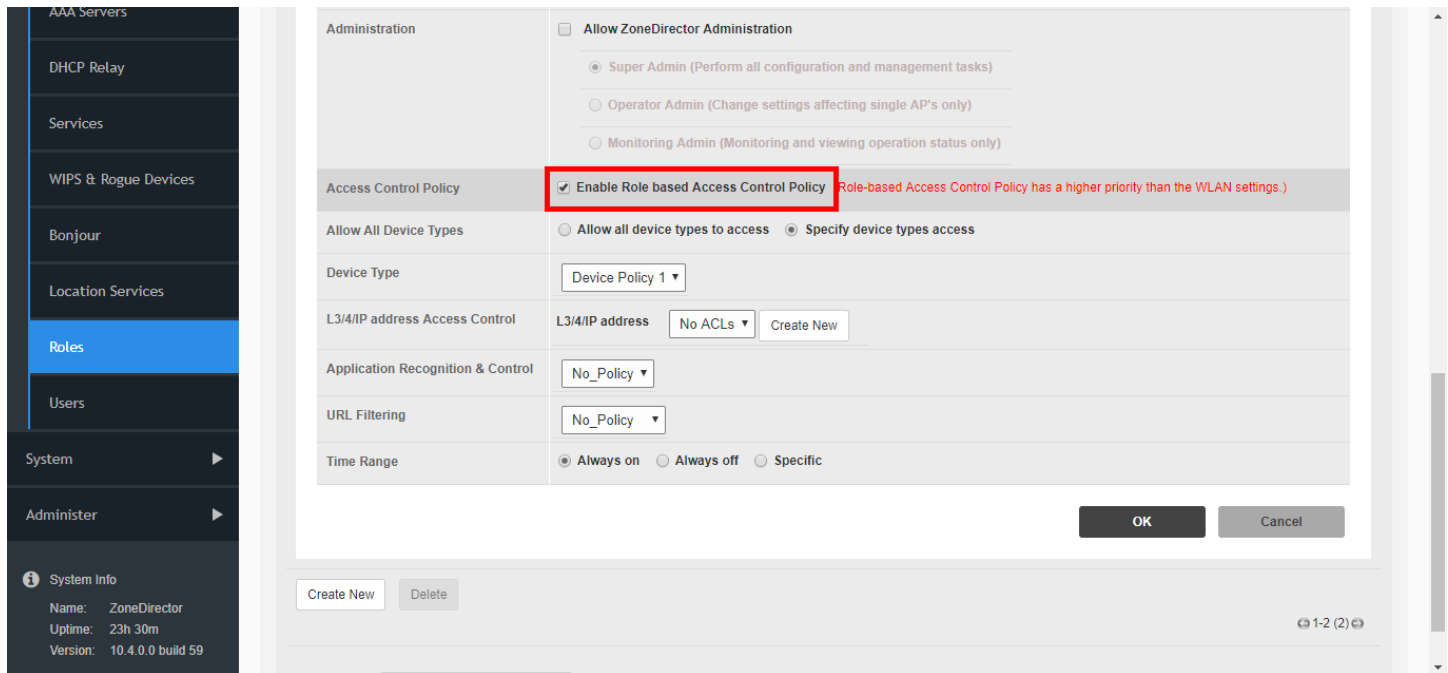 AAA Servers
DHCP Relay
Services
WIPS & Rogue Devices
Bonjour
Location Services
Roles
Users
System
Administer
System Info
Name: ZoneDirector
Uptime: 23h 30m
Version: 10.4.0.0 build 59
Administration
Allow ZoneDirector Administration
Super Admin (Perform all configuration and management tasks)
Operator Admin (Change settings affecting single AP's only)
Monitoring Admin (Monitoring and viewing operation status only)
Access Control Policy Enable Role based Access Control Policy Role-based Access Control Policy has a higher priority than the WLAN settings.)
Allow All Device Types Allow all device types to access Specify device types access
Device Type Device Policy 1
L3/4/IP address Access Control L3/4/IP address No ACLs Create New
Application Recognition & Control No_Policy
URL Filtering No_Policy
Time Range Always on Always off Specific
OK Cancel
Create New Delete
1-2 (2)